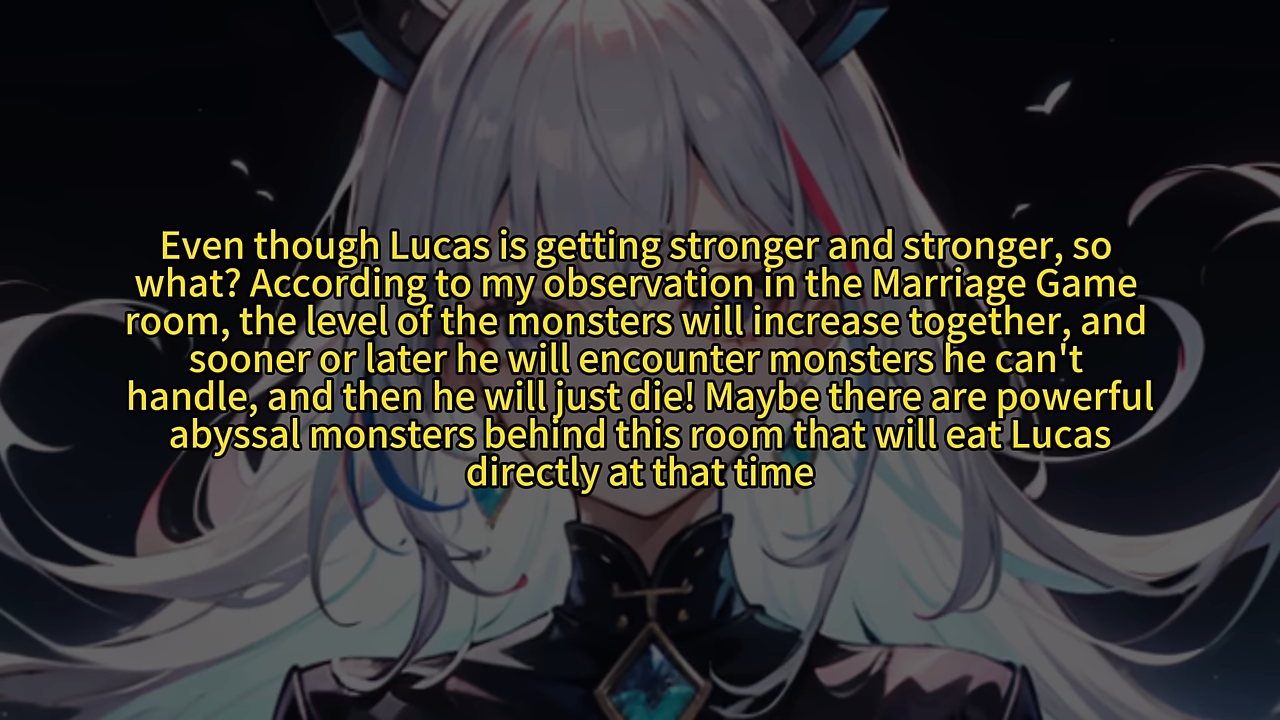 Even though Lucas is getting stronger and stronger, so
what? According to my observation in the Marriage Game
room, the level of the monsters will increase together, and
sooner or later he will encounter monsters he can't
handle, and then he will just die! Maybe there are powerful
abyssal monsters behind this room that will eat Lucas
directly at that time